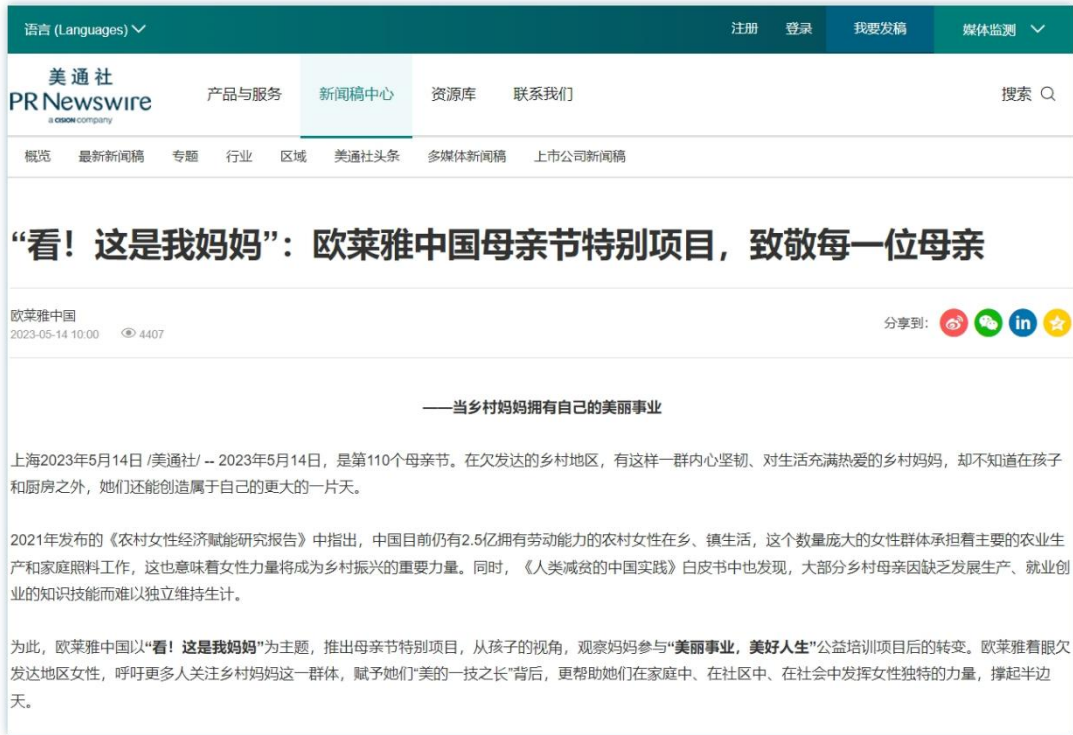 语言 (Languages)
注册 登录 我要发稿 媒体监测
美通社
PR Newswire
a CISION company
产品与服务 新闻稿中心 资源库 联系我们 搜索
概览 最新新闻稿 专题 行业 区域 美通社头条 多媒体新闻稿 上市公司新闻稿
“看！这是我妈妈”：欧莱雅中国母亲节特别项目，致敬每一位母亲
欧莱雅中国
2023-05-14 10:00 4407
分享到:
in
——当乡村妈妈拥有自己的美丽事业
上海2023年5月14日 /美通社/ -- 2023年5月14日，是第110个母亲节。在欠发达的乡村地区，有这样一群内心坚韧、对生活充满热爱的乡村妈妈，却不知道在孩子
和厨房之外，她们还能创造属于自己的更大的一片天。
2021年发布的《农村女性经济赋能研究报告》中指出，中国目前仍有2.5亿拥有劳动能力的农村女性在乡、镇生活，这个数量庞大的女性群体承担着主要的农业生
产和家庭照料工作，这也意味着女性力量将成为乡村振兴的重要力量。同时，《人类减贫的中国实践》白皮书中也发现，大部分乡村母亲因缺乏发展生产、就业创
业的知识技能而难以独立维持生计。
为此，欧莱雅中国以“看！这是我妈妈”为主题，推出母亲节特别项目，从孩子的视角，观察妈妈参与“美丽事业，美好人生”公益培训项目后的转变。欧莱雅着眼欠
发达地区女性，呼吁更多人关注乡村妈妈这一群体，赋予她们“美的一技之长”背后，更帮助她们在家庭中、在社区中、在社会中发挥女性独特的力量，撑起半边
天。